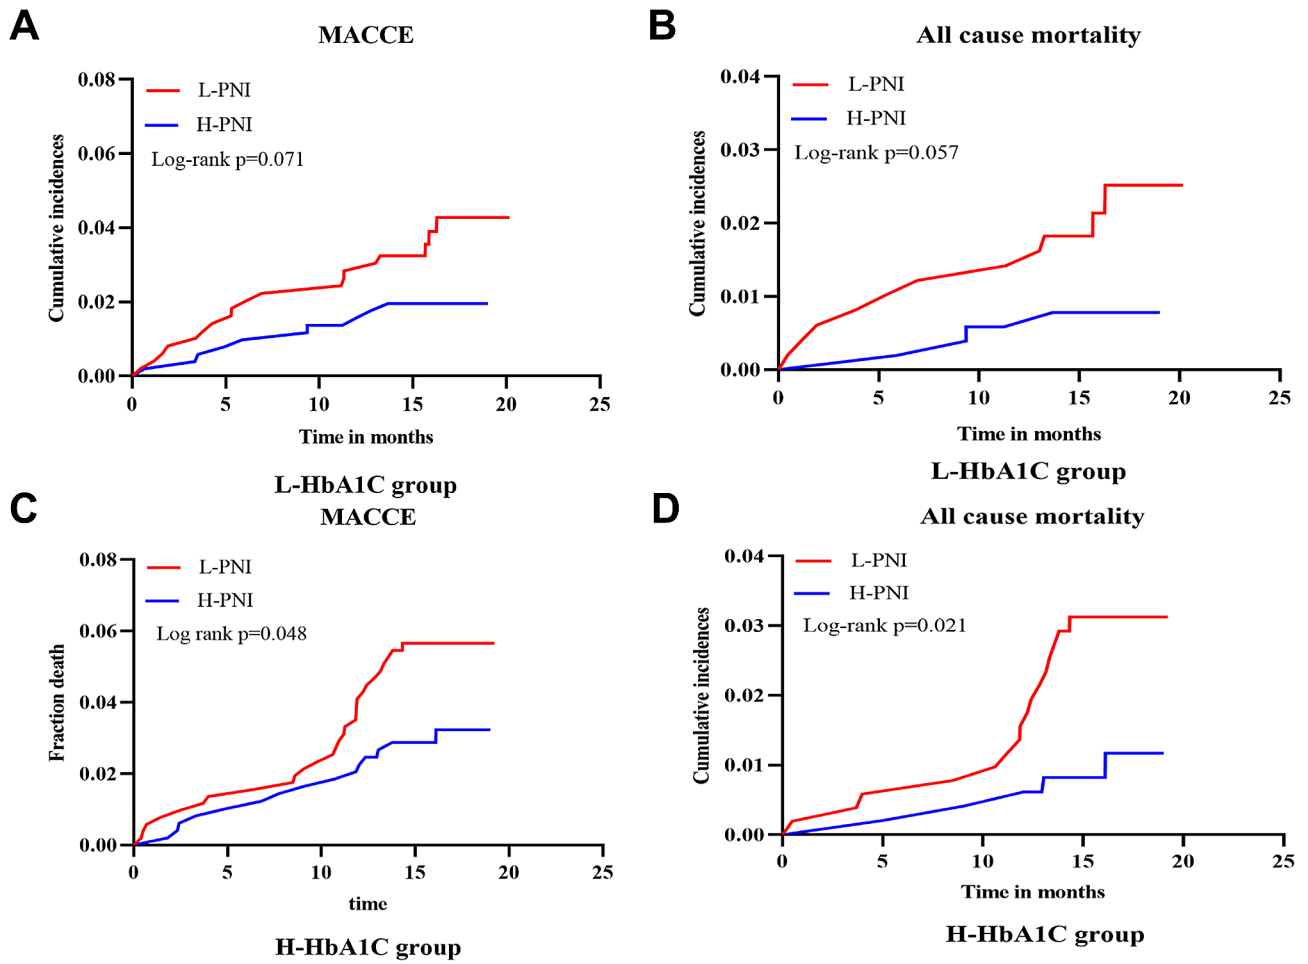 A
MACCE
0.08
0.06
0.04
0.02
0.00
Cumulative incidences
L-PNI
H-PNI
Log-rank p=0.071
0 5 10 15 20 25
Time in months
L-HbA1C group
B
All cause mortality
0.04
0.03
0.02
0.01
0.00
Cumulative incidences
L-PNI
H-PNI
Log-rank p=0.057
0 5 10 15 20 25
Time in months
L-HbA1C group
C
MACCE
0.08
0.06
0.04
0.02
0.00
Fraction death
L-PNI
H-PNI
Log rank p=0.048
0 5 10 15 20 25
time
H-HbA1C group
D
All cause mortality
0.04
0.03
0.02
0.01
0.00
Cumulative incidences
L-PNI
H-PNI
Log-rank p=0.021
0 5 10 15 20 25
Time in months
H-HbA1C group